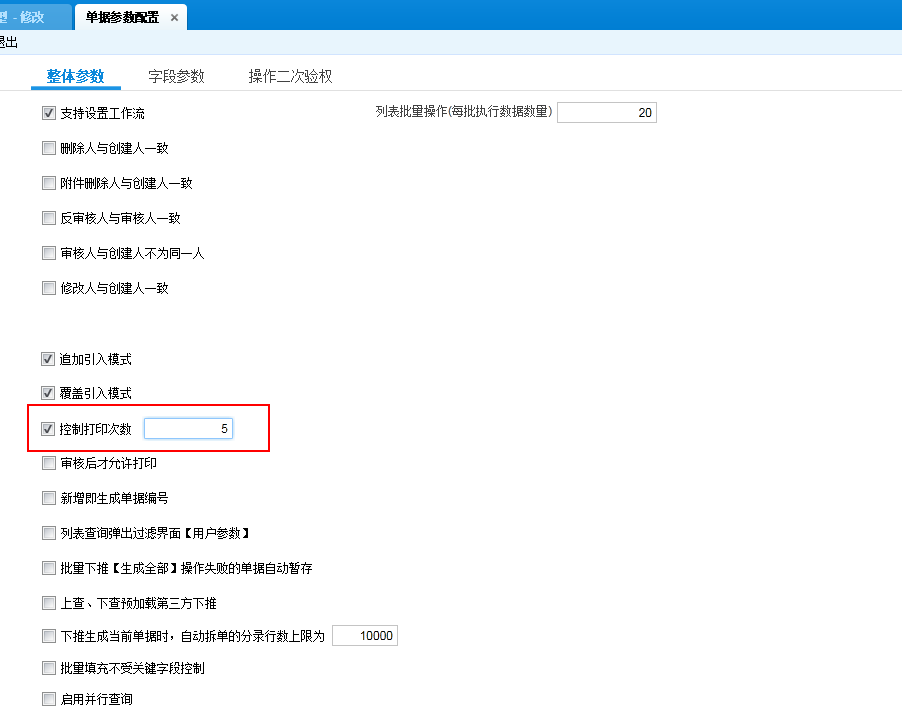 型 - 修改 单据参数配置 ×
退出
整体参数 字段参数 操作二次验权
支持设置工作流 列表批量操作(每批执行数据数量) 20
删除人与创建人一致
附件删除人与创建人一致
反审核人与审核人一致
审核人与创建人不为同一人
修改人与创建人一致
追加引入模式
覆盖引入模式
控制打印次数 5
审核后才允许打印
新增即生成单据编号
列表查询弹出过滤界面【用户参数】
批量下推【生成全部】操作失败的单据自动暂存
上查、下查预加载第三方下推
下推生成当前单据时，自动拆单的分录行数上限为 10000
批量填充不受关键字段控制
启用并行查询